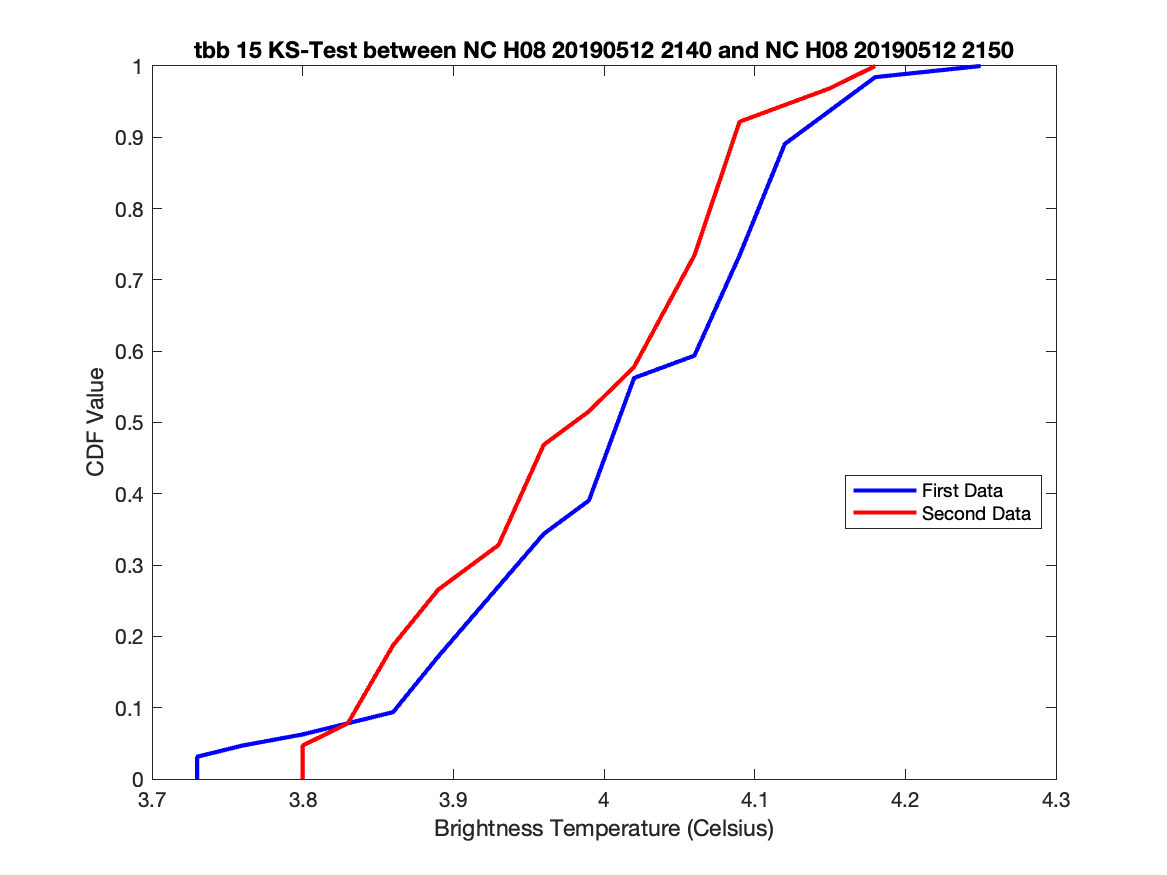 tbb 15 KS-Test between NC H08 20190512 2140 and NC H08 20190512 2150
1
0.9
0.8
0.7
0.6
0.5
0.4
0.3
0.2
0.1
0
CDF Value
First Data
Second Data
3.7 3.8 3.9 4 4.1 4.2 4.3
Brightness Temperature (Celsius)